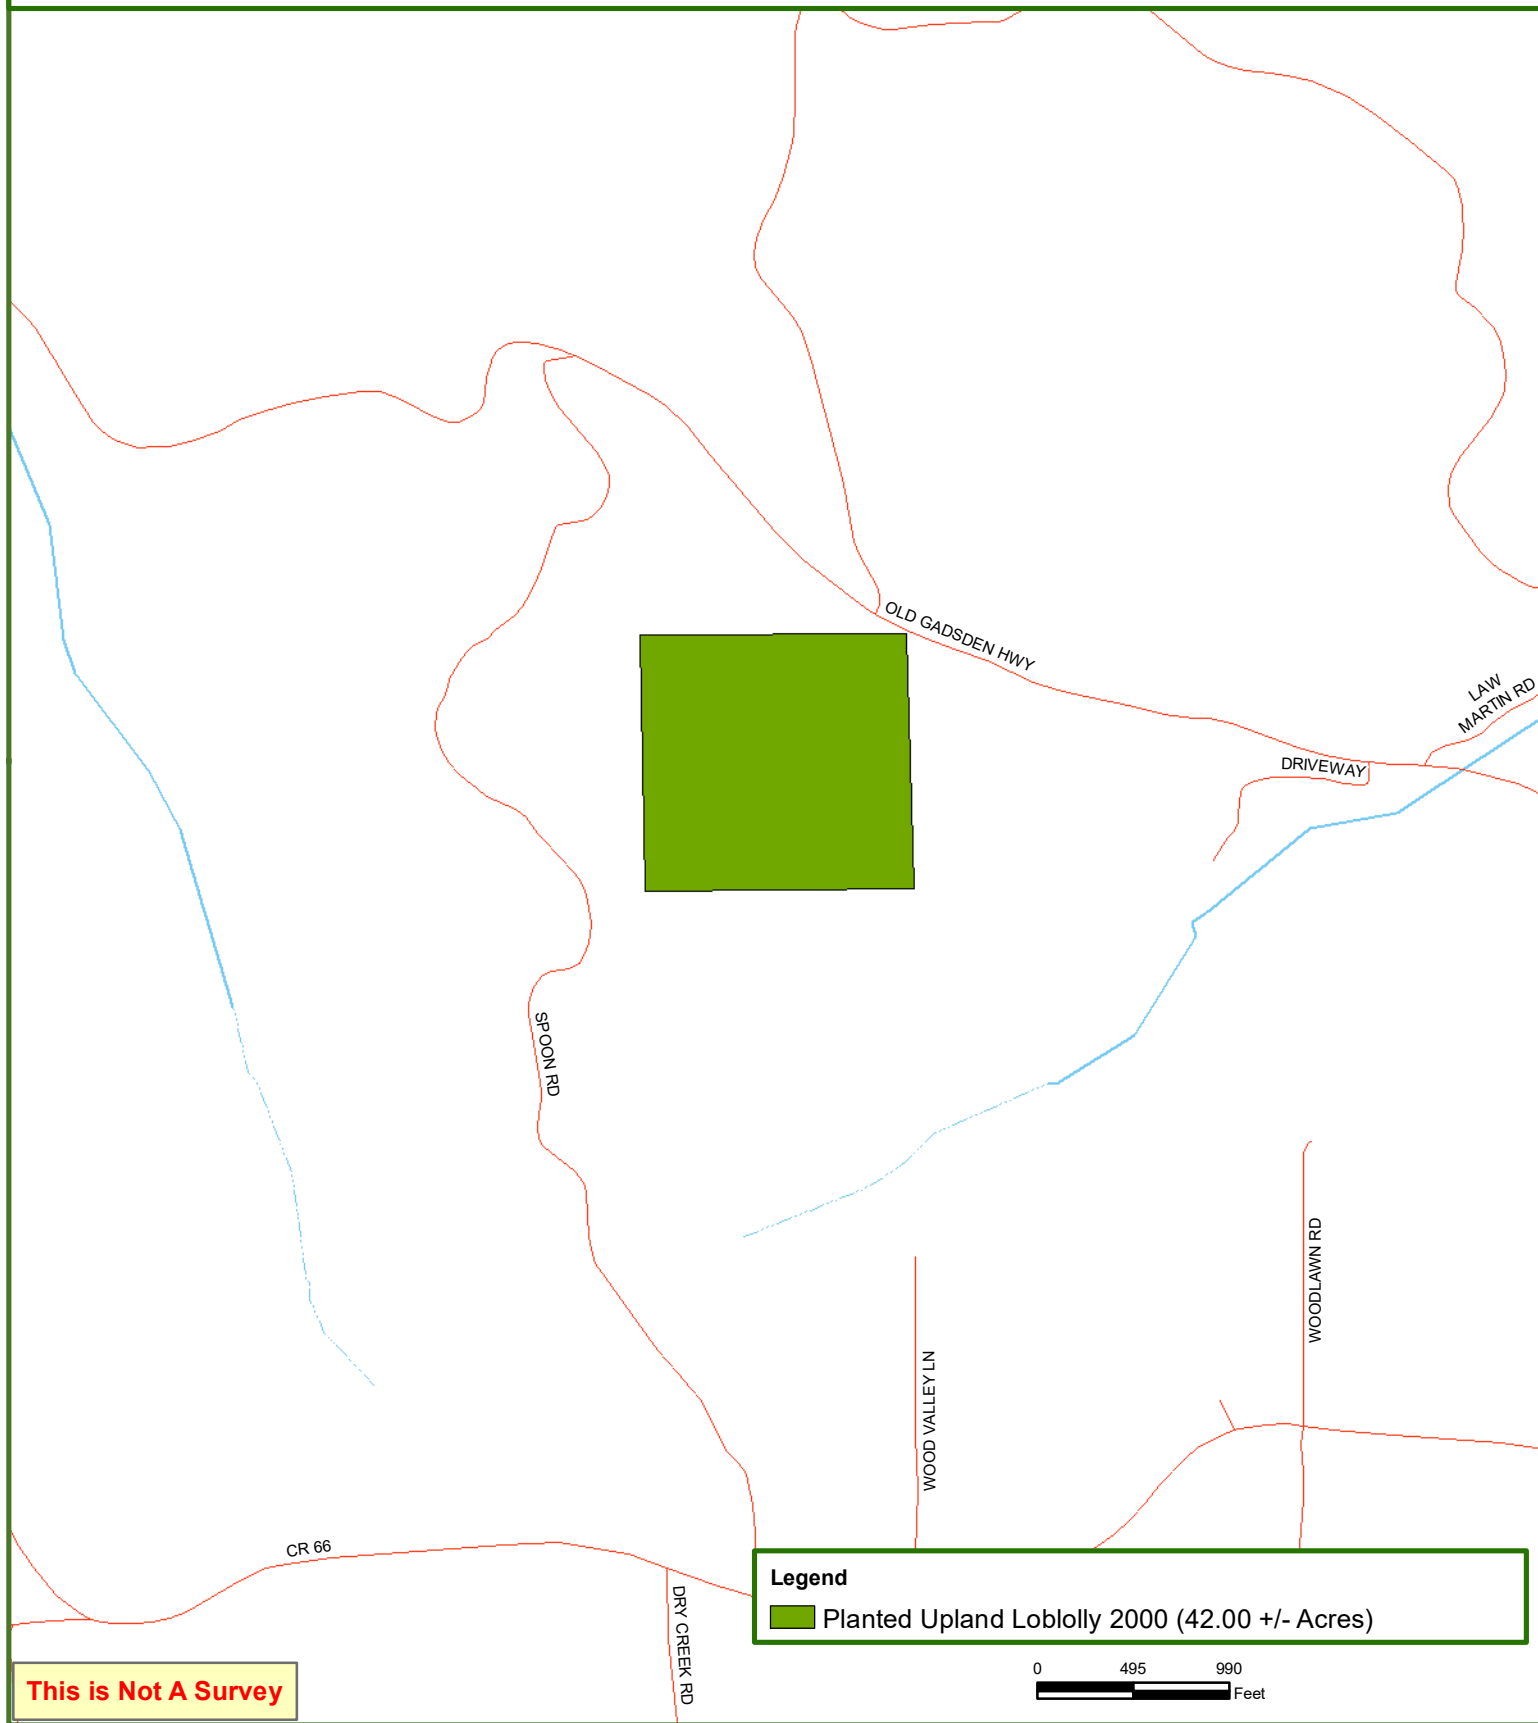 OLD GADSDEN HWY
LAW
MARTIN RD
DRIVEWAY
SPOON RD
WOODLAWN RD
WOOD VALLEY LN
CR 66
DRY CREEK RD
Legend
Planted Upland Loblolly 2000 (42.00 +/- Acres)
This is Not A Survey
0 495 990
Feet